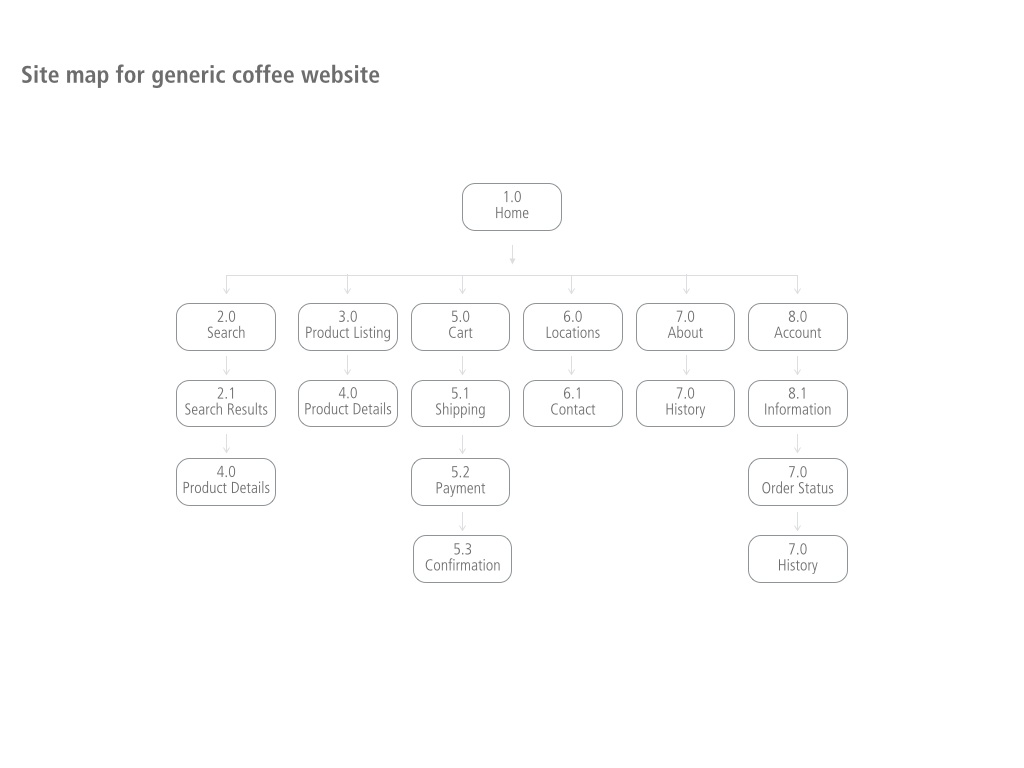 Site map for generic coffee website
1.0
Home
2.0
Search
3.0
Product Listing
5.0
Cart
6.0
Locations
7.0
About
8.0
Account
2.1
Search Results
4.0
Product Details
5.1
Shipping
6.1
Contact
7.0
History
8.1
Information
4.0
Product Details
5.2
Payment
7.0
Order Status
5.3
Confirmation
7.0
History